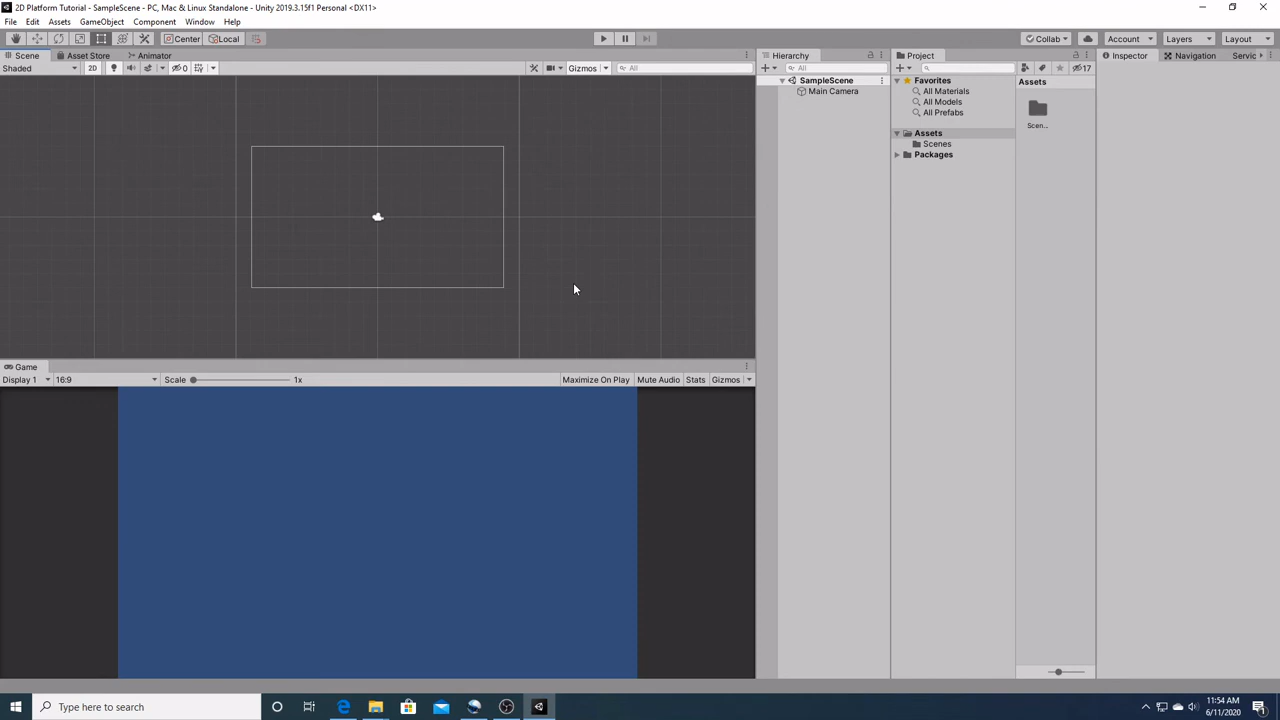 2D Platform Tutorial - SampleScene - PC, Mac & Linux Standalone - Unity 2019.3.15f1 Personal <DX11>
File Edit Assets GameObject Component Window Help
Center Local Collab Account Layers Layout
Scene Asset Store Animator Hierarchy Project Inspector Navigation Servic
Shaded 2D 0 Gizmos All All 17
SampleScene Favorites Assets
Main Camera All Materials
All Models
All Prefabs
Scen...
Assets
Scenes
Packages
Game
Display 1 16:9 Scale 1x Maximize On Play Mute Audio Stats Gizmos
Type here to search
11:54 AM
6/11/2020
1